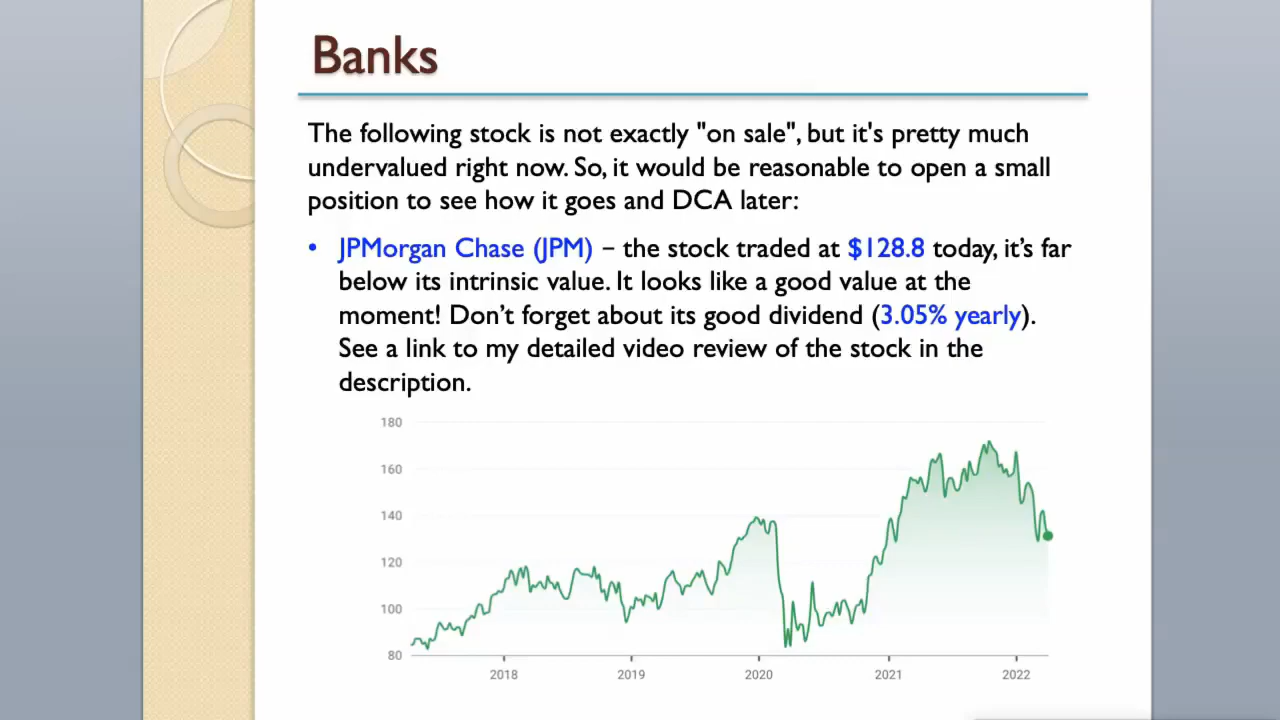 Banks
The following stock is not exactly "on sale", but it's pretty much
undervalued right now. So, it would be reasonable to open a small
position to see how it goes and DCA later:
• JPMorgan Chase (JPM) – the stock traded at $128.8 today, it’s far
below its intrinsic value. It looks like a good value at the
moment! Don’t forget about its good dividend (3.05% yearly).
See a link to my detailed video review of the stock in the
description.
180
160
140
120
100
80
2018 2019 2020 2021 2022